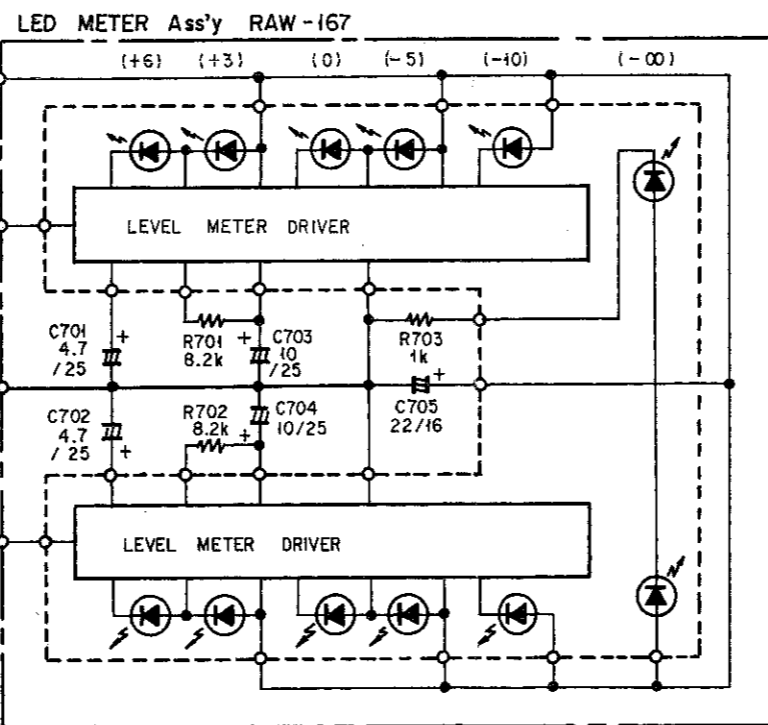 LED METER Ass'y RAW-167
(+6) (+3) (0) (-5) (-10) (-∞)
LEVEL METER DRIVER
C701
4.7
/25
+
R701
8.2k
+
C703
10
/25
R703
1k
C702
4.7
/25
+
R702
8.2k
+
C704
10/25
+
C705
22/16
LEVEL METER DRIVER